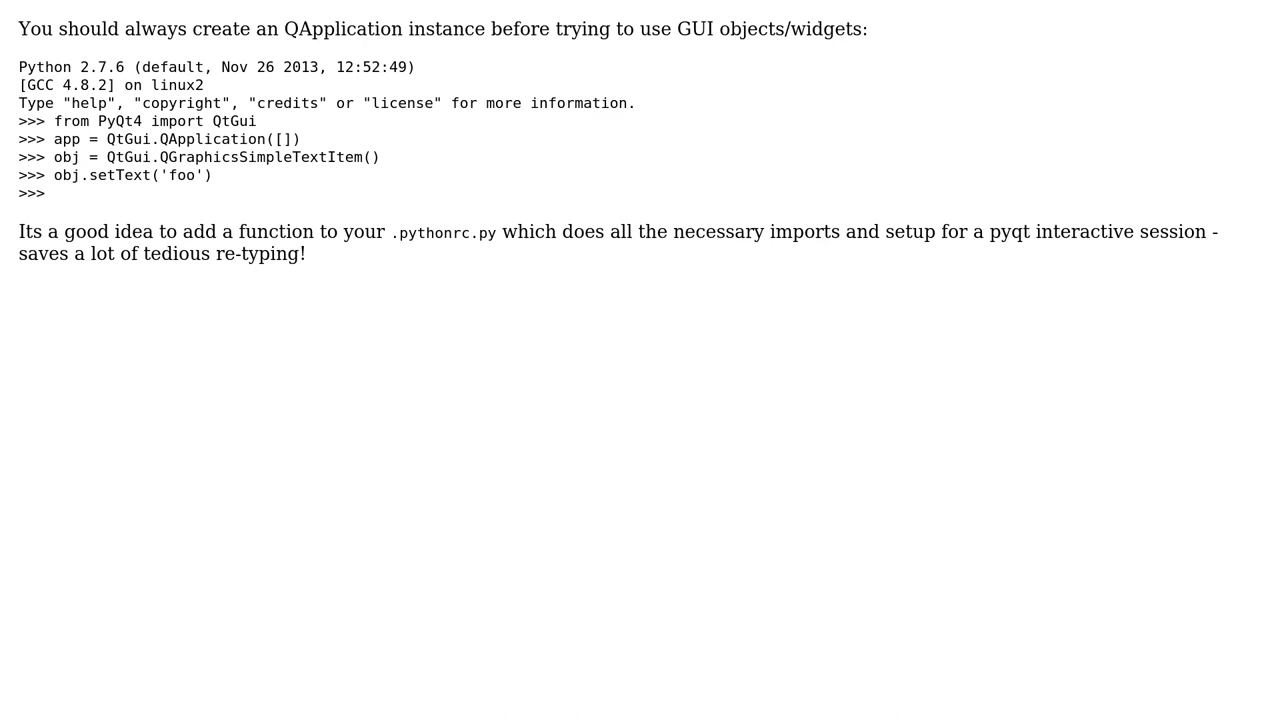 You should always create an QApplication instance before trying to use GUI objects/widgets:
Python 2.7.6 (default, Nov 26 2013, 12:52:49)
[GCC 4.8.2] on linux2
Type "help", "copyright", "credits" or "license" for more information.
>>> from PyQt4 import QtGui
>>> app = QtGui.QApplication([])
>>> obj = QtGui.QGraphicsSimpleTextItem()
>>> obj.setText('foo')
>>>
Its a good idea to add a function to your .pythonrc.py which does all the necessary imports and setup for a pyqt interactive session -
saves a lot of tedious re-typing!